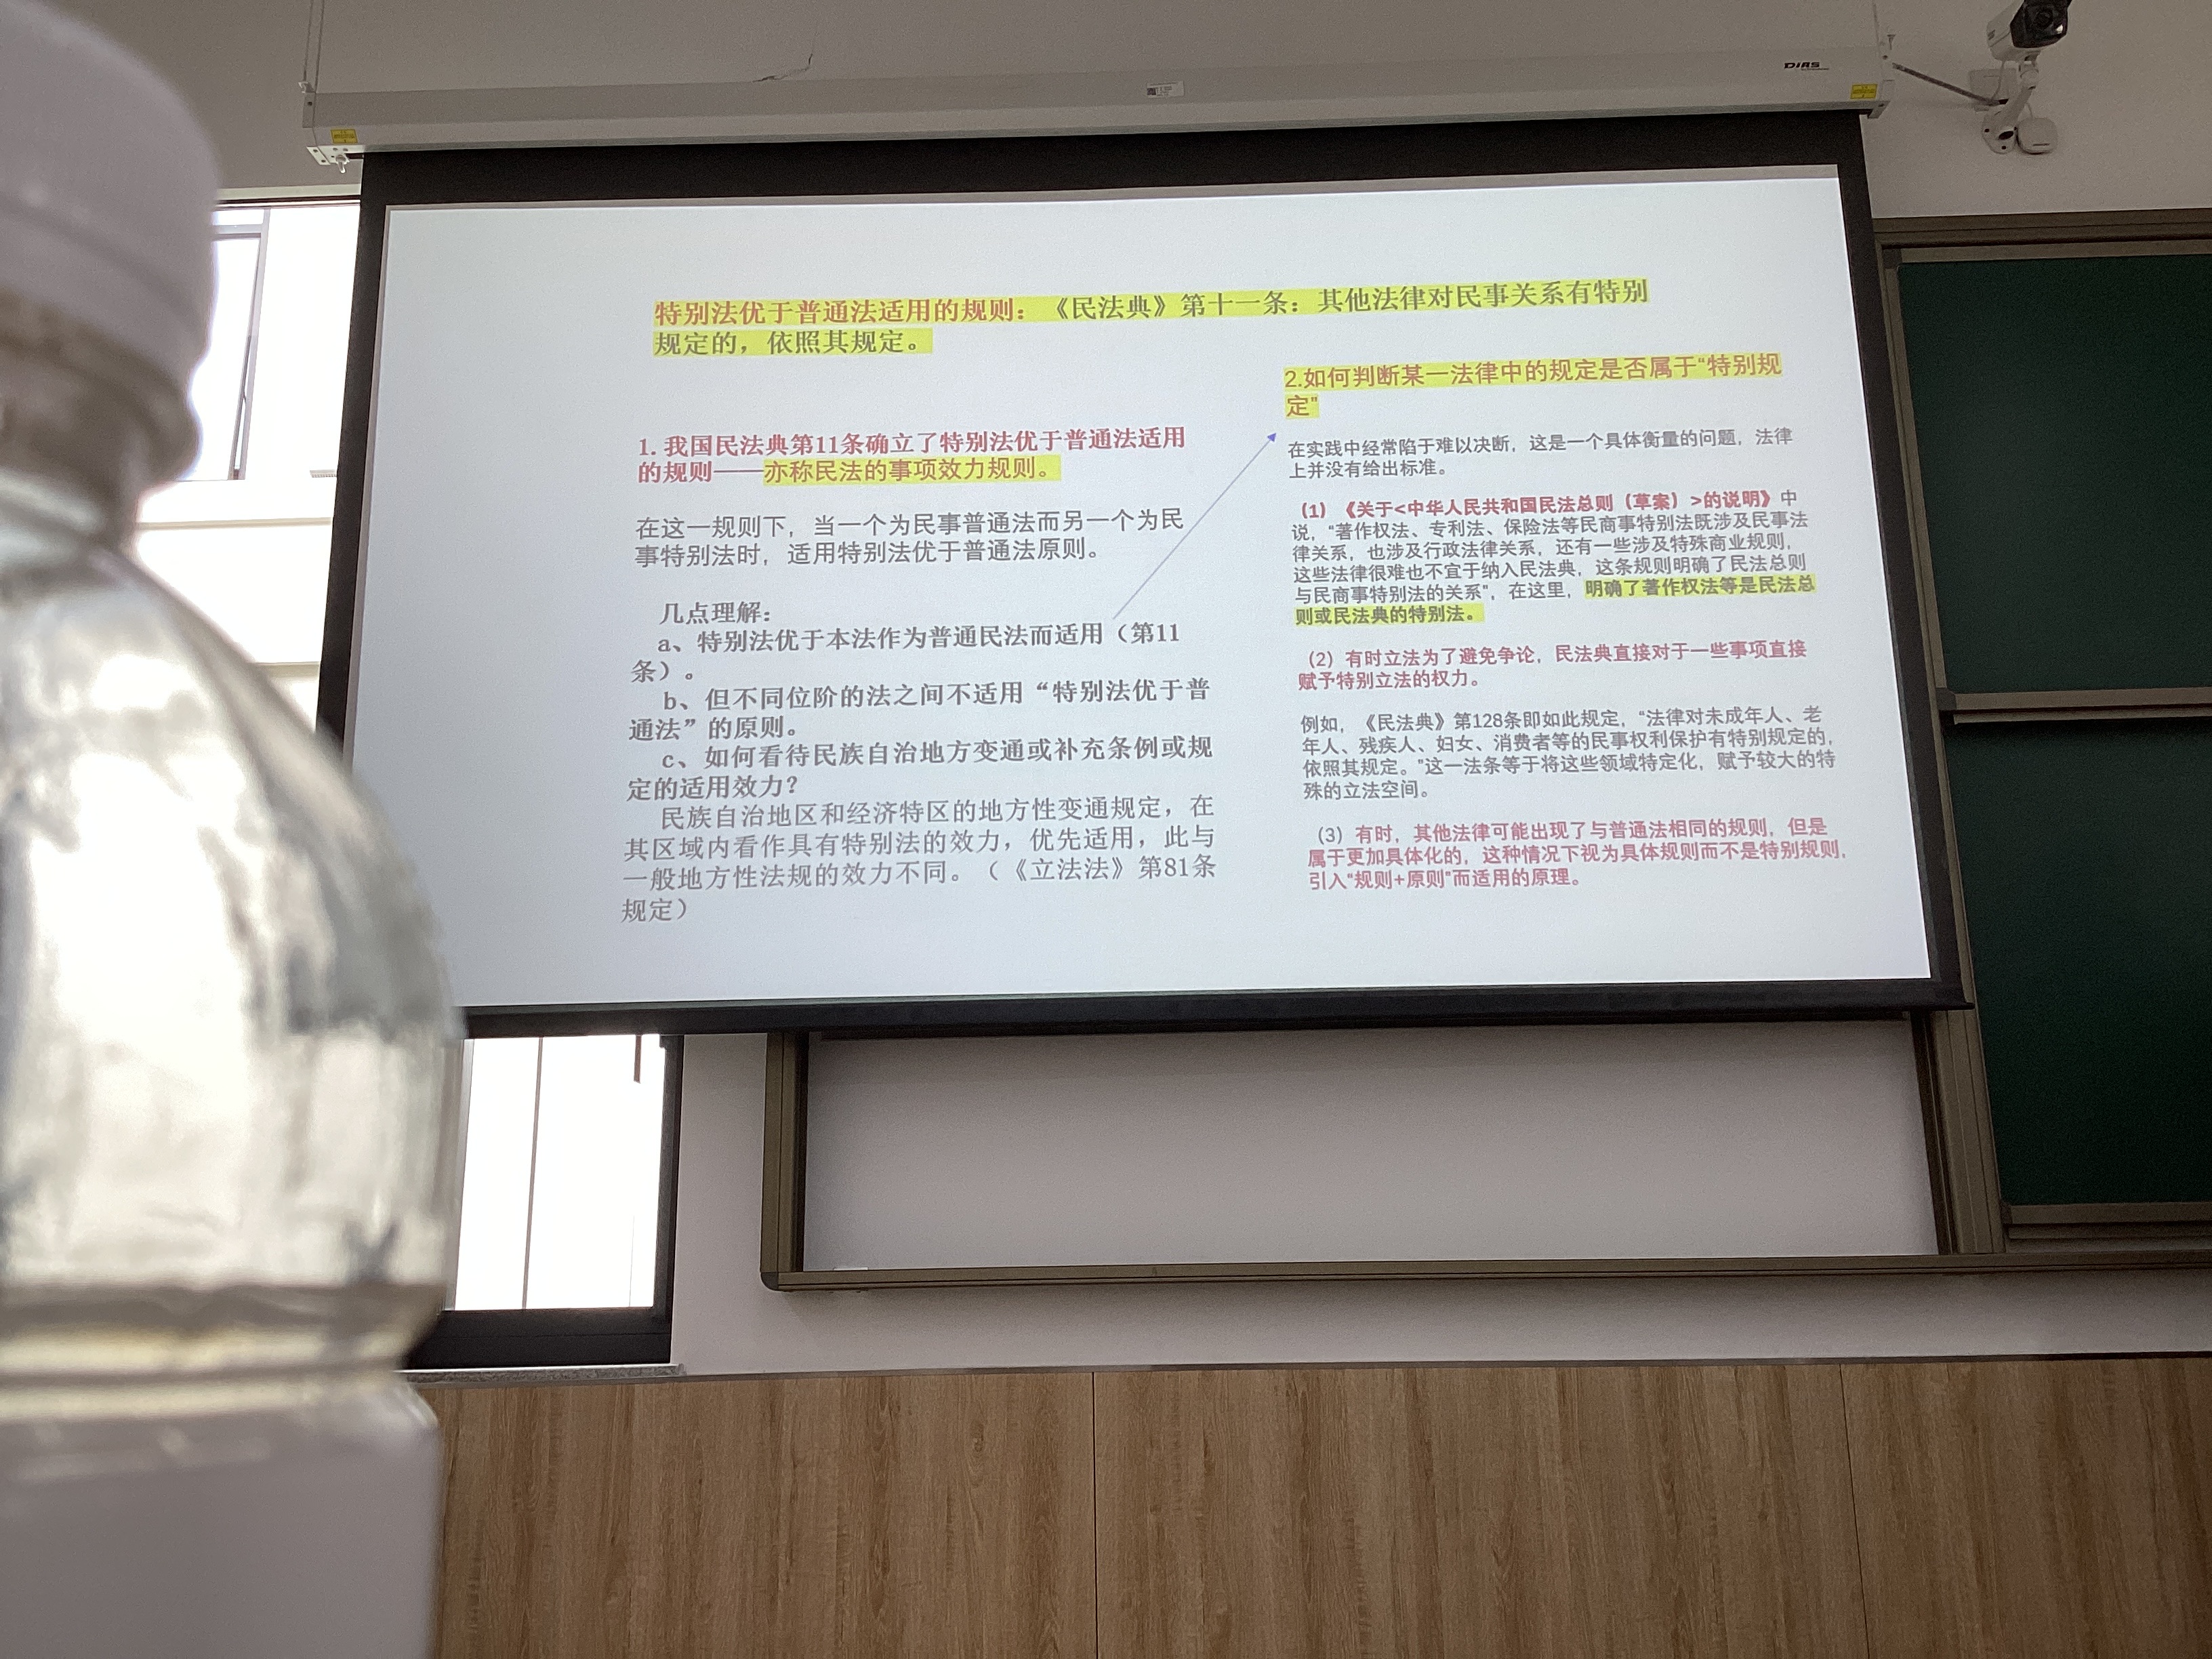 DIAS
特别法优于普通法适用的规则：《民法典》第十一条：其他法律对民事关系有特别
规定的，依照其规定。
1. 我国民法典第11条确立了特别法优于普通法适用
的规则——亦称民法的事项效力规则。
在这一规则下，当一个为民事普通法而另一个为民
事特别法时，适用特别法优于普通法原则。
几点理解：
a、特别法优于本法作为普通民法而适用（第11
条）。
b、但不同位阶的法之间不适用“特别法优于普
通法”的原则。
c、如何看待民族自治地方变通或补充条例或规
定的适用效力？
民族自治地区和经济特区的地方性变通规定，在
其区域内看作具有特别法的效力，优先适用，此与
一般地方性法规的效力不同。（《立法法》第81条
规定）
2.如何判断某一法律中的规定是否属于“特别规
定”
在实践中经常陷于难以决断，这是一个具体衡量的问题，法律
上并没有给出标准。
（1）《关于<中华人民共和国民法总则（草案）>的说明》中
说，“著作权法、专利法、保险法等民商事特别法既涉及民事法
律关系，也涉及行政法律关系，还有一些涉及特殊商业规则，
这些法律很难也不宜于纳入民法典，这条规则明确了民法总则
与民商事特别法的关系”，在这里，明确了著作权法等是民法总
则或民法典的特别法。
（2）有时立法为了避免争论，民法典直接对于一些事项直接
赋予特别立法的权力。
例如，《民法典》第128条即如此规定，“法律对未成年人、老
年人、残疾人、妇女、消费者等的民事权利保护有特别规定的，
依照其规定。”这一法条等于将这些领域特定化，赋予较大的特
殊的立法空间。
（3）有时，其他法律可能出现了与普通法相同的规则，但是
属于更加具体化的，这种情况下视为具体规则而不是特别规则，
引入“规则+原则”而适用的原理。